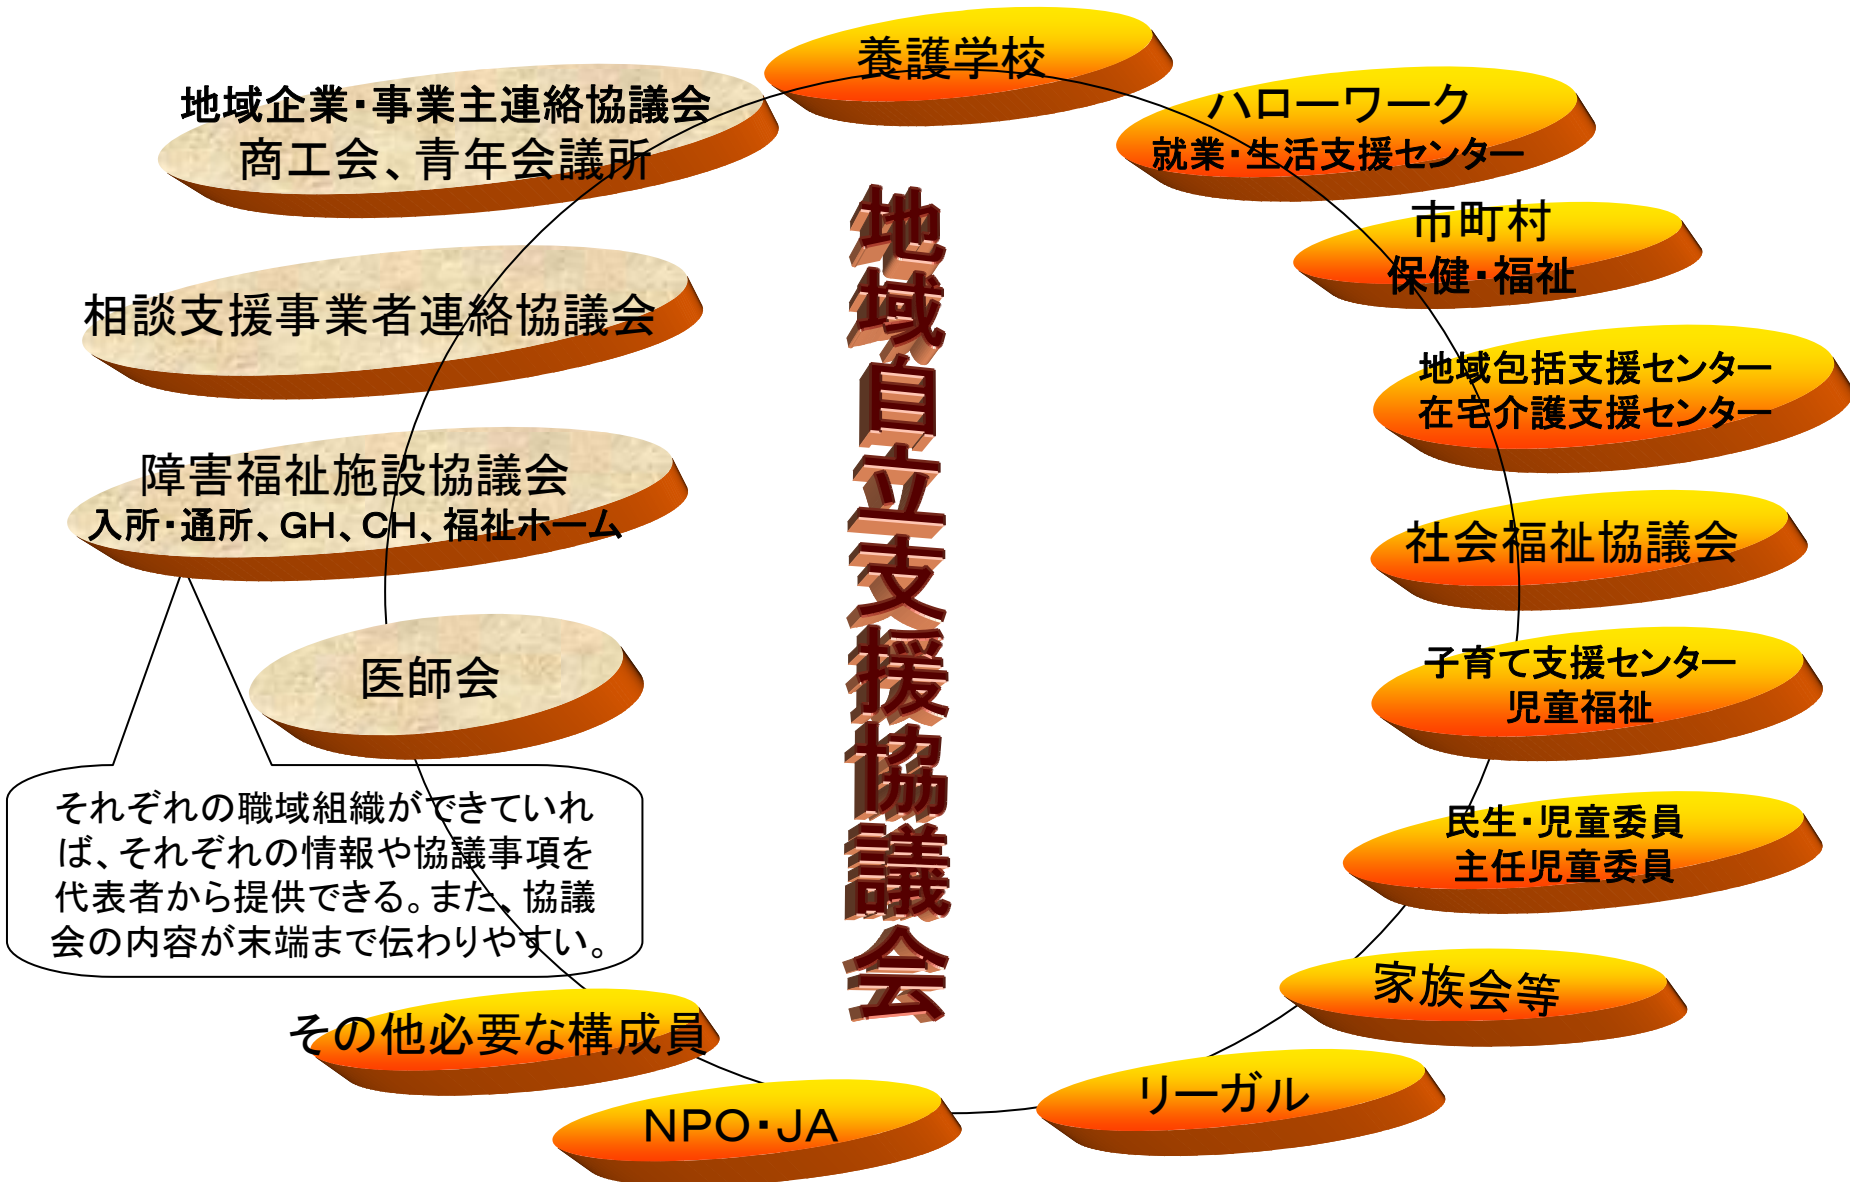 養護学校
地域企業・事業主連絡協議会
商工会、青年会議所
ハローワーク
就業・生活支援センター
市町村
保健・福祉
相談支援事業者連絡協議会
地域包括支援センター
在宅介護支援センター
障害福祉施設協議会
入所・通所、GH、CH、福祉ホーム
社会福祉協議会
医師会
子育て支援センター
児童福祉
地域自立支援協議会
それぞれの職域組織ができていれ
ば、それぞれの情報や協議事項を
代表者から提供できる。また、協議
会の内容が末端まで伝わりやすい。
民生・児童委員
主任児童委員
家族会等
その他必要な構成員
リーガル
NPO・JA